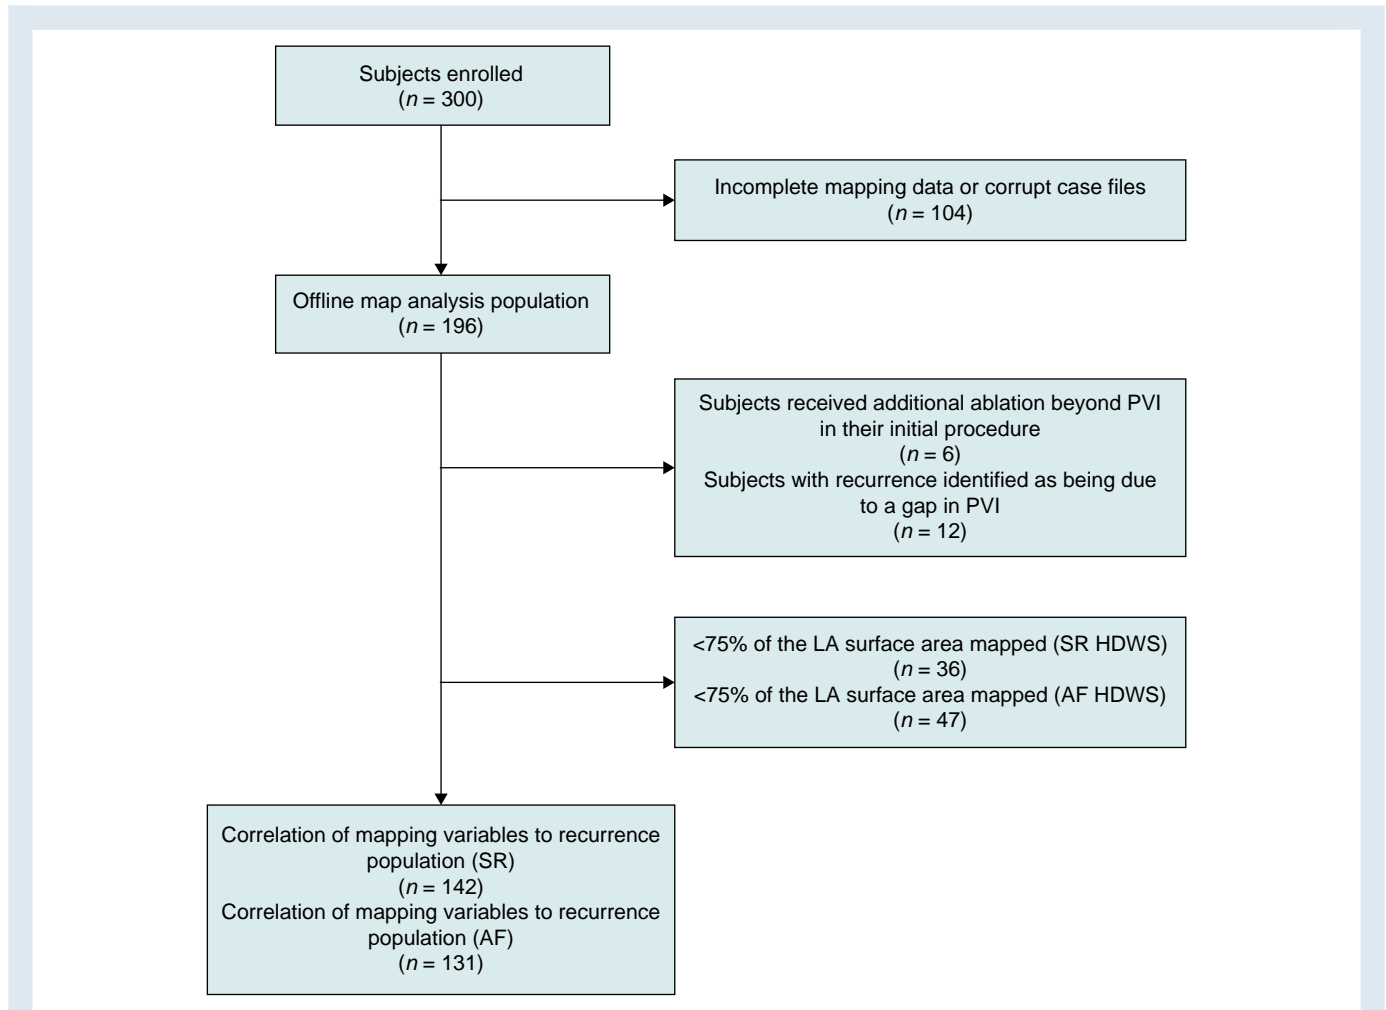 Subjects enrolled
(n = 300)
Incomplete mapping data or corrupt case files
(n = 104)
Offline map analysis population
(n = 196)
Subjects received additional ablation beyond PVI
in their initial procedure
(n = 6)
Subjects with recurrence identified as being due
to a gap in PVI
(n = 12)
<75% of the LA surface area mapped (SR HDWS)
(n = 36)
<75% of the LA surface area mapped (AF HDWS)
(n = 47)
Correlation of mapping variables to recurrence
population (SR)
(n = 142)
Correlation of mapping variables to recurrence
population (AF)
(n = 131)